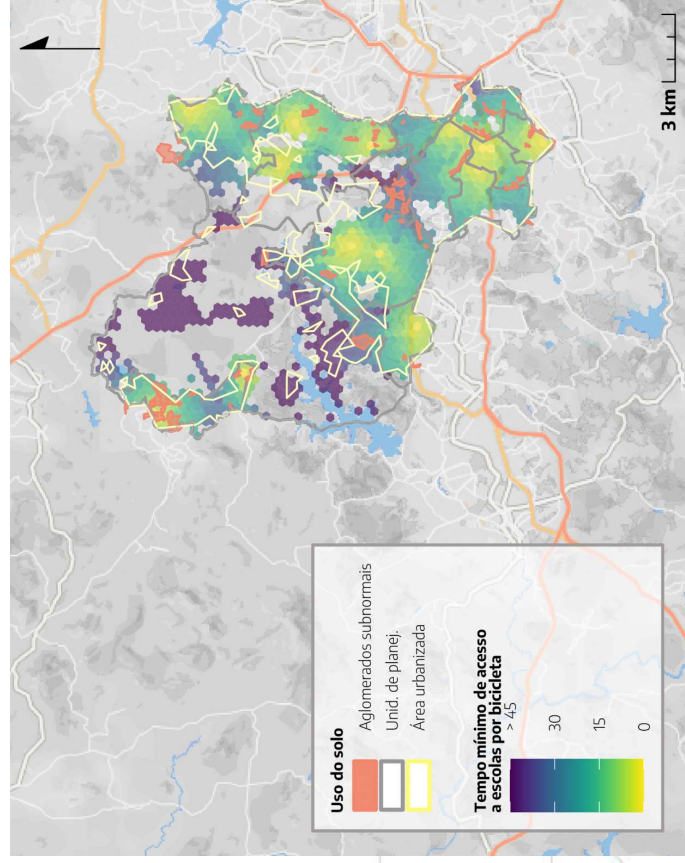 Uso do solo
Aglomerados subnormais
Unid. de planej.
Área urbanizada
Tempo mínimo de acesso
a escolas por bicicleta
> 45
30
15
0
3 km